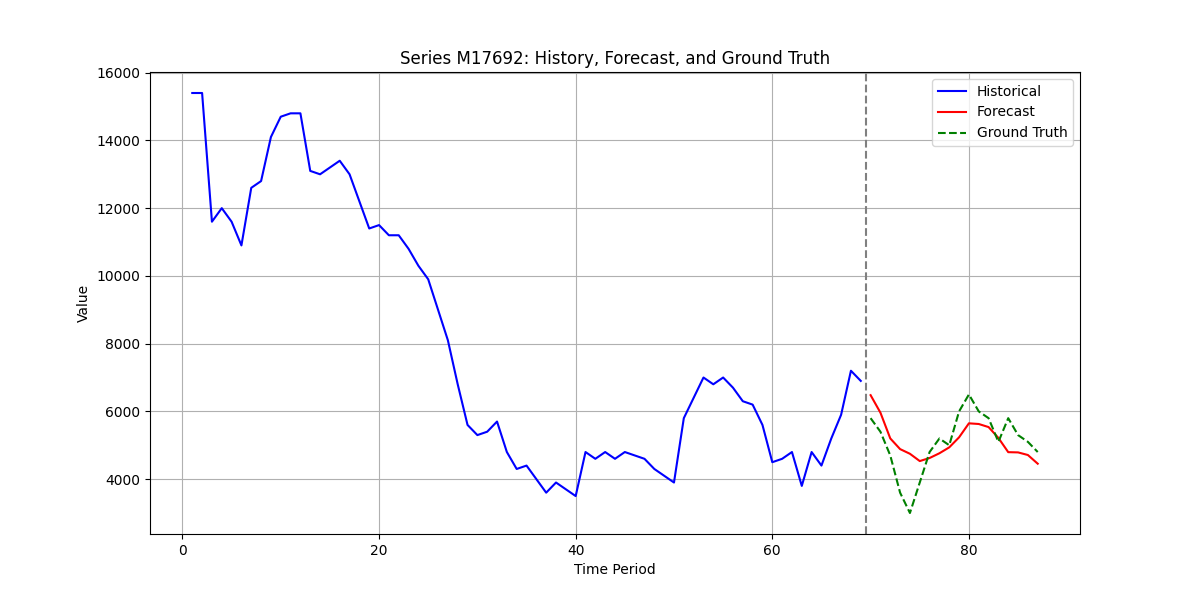 Series M17692: History, Forecast, and Ground Truth
Historical
Forecast
Ground Truth
Value
16000
14000
12000
10000
8000
6000
4000
0
20
40
60
80
Time Period